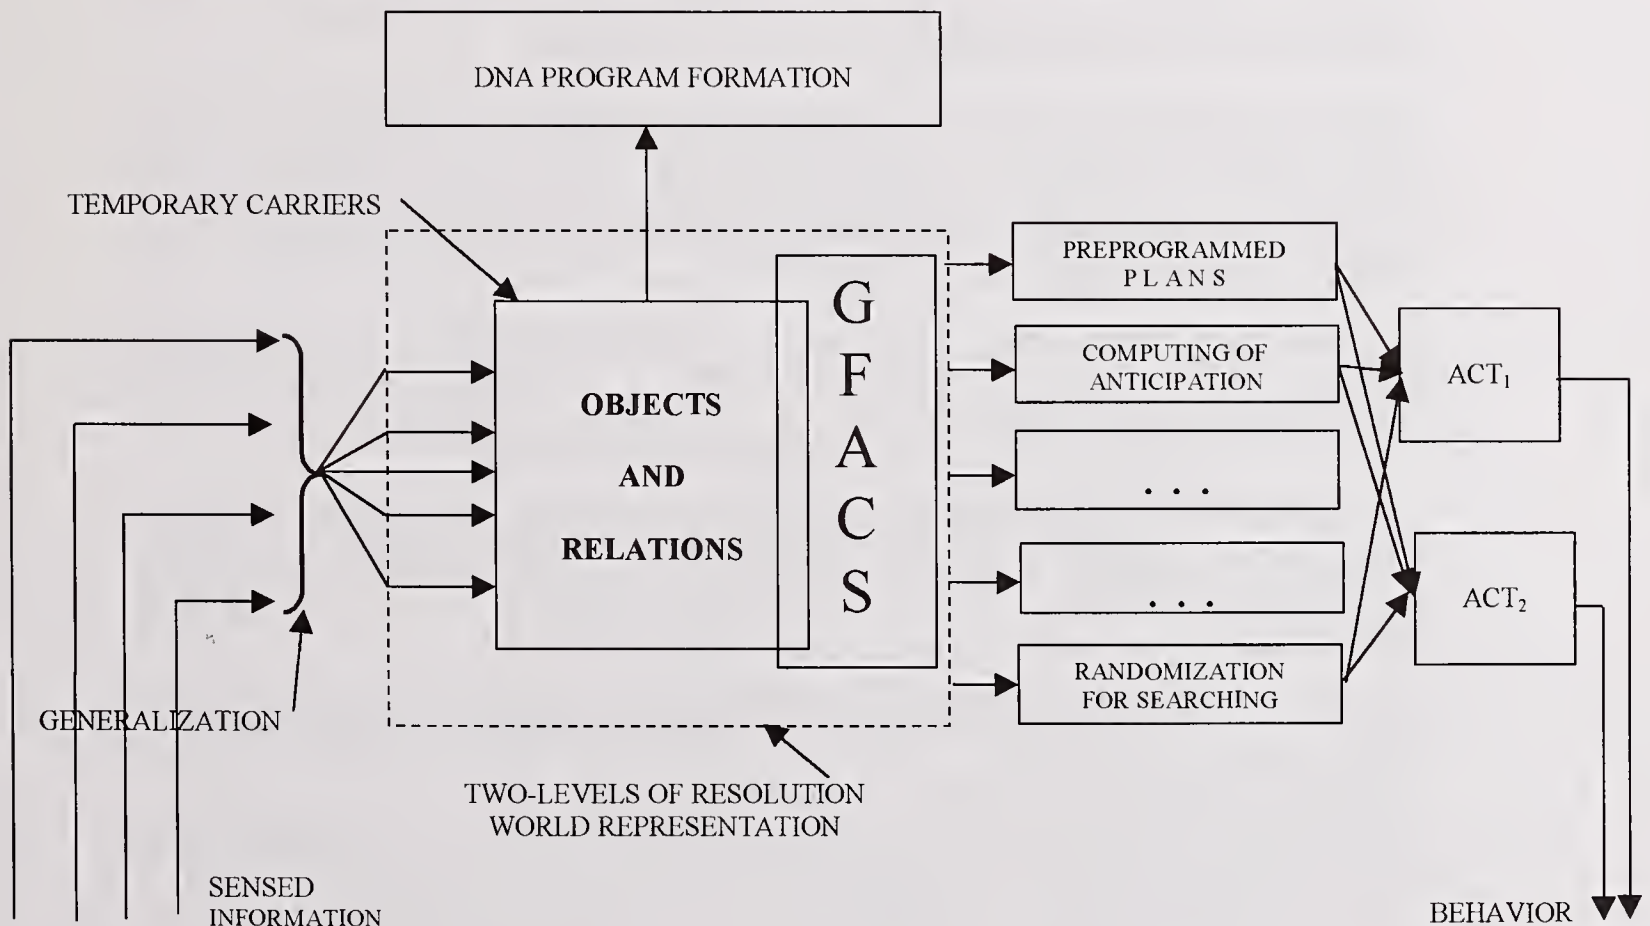 DNA PROGRAM FORMATION
TEMPORARY CARRIERS
PREPROGRAMMED
P L A N S
COMPUTING OF
ANTICIPATION
. . .
. . .
RANDOMIZATION
FOR SEARCHING
OBJECTS
AND
RELATIONS
G
F
A
C
S
ACT₁
ACT₂
GENERALIZATION
TWO-LEVELS OF RESOLUTION
WORLD REPRESENTATION
SENSED
INFORMATION
BEHAVIOR